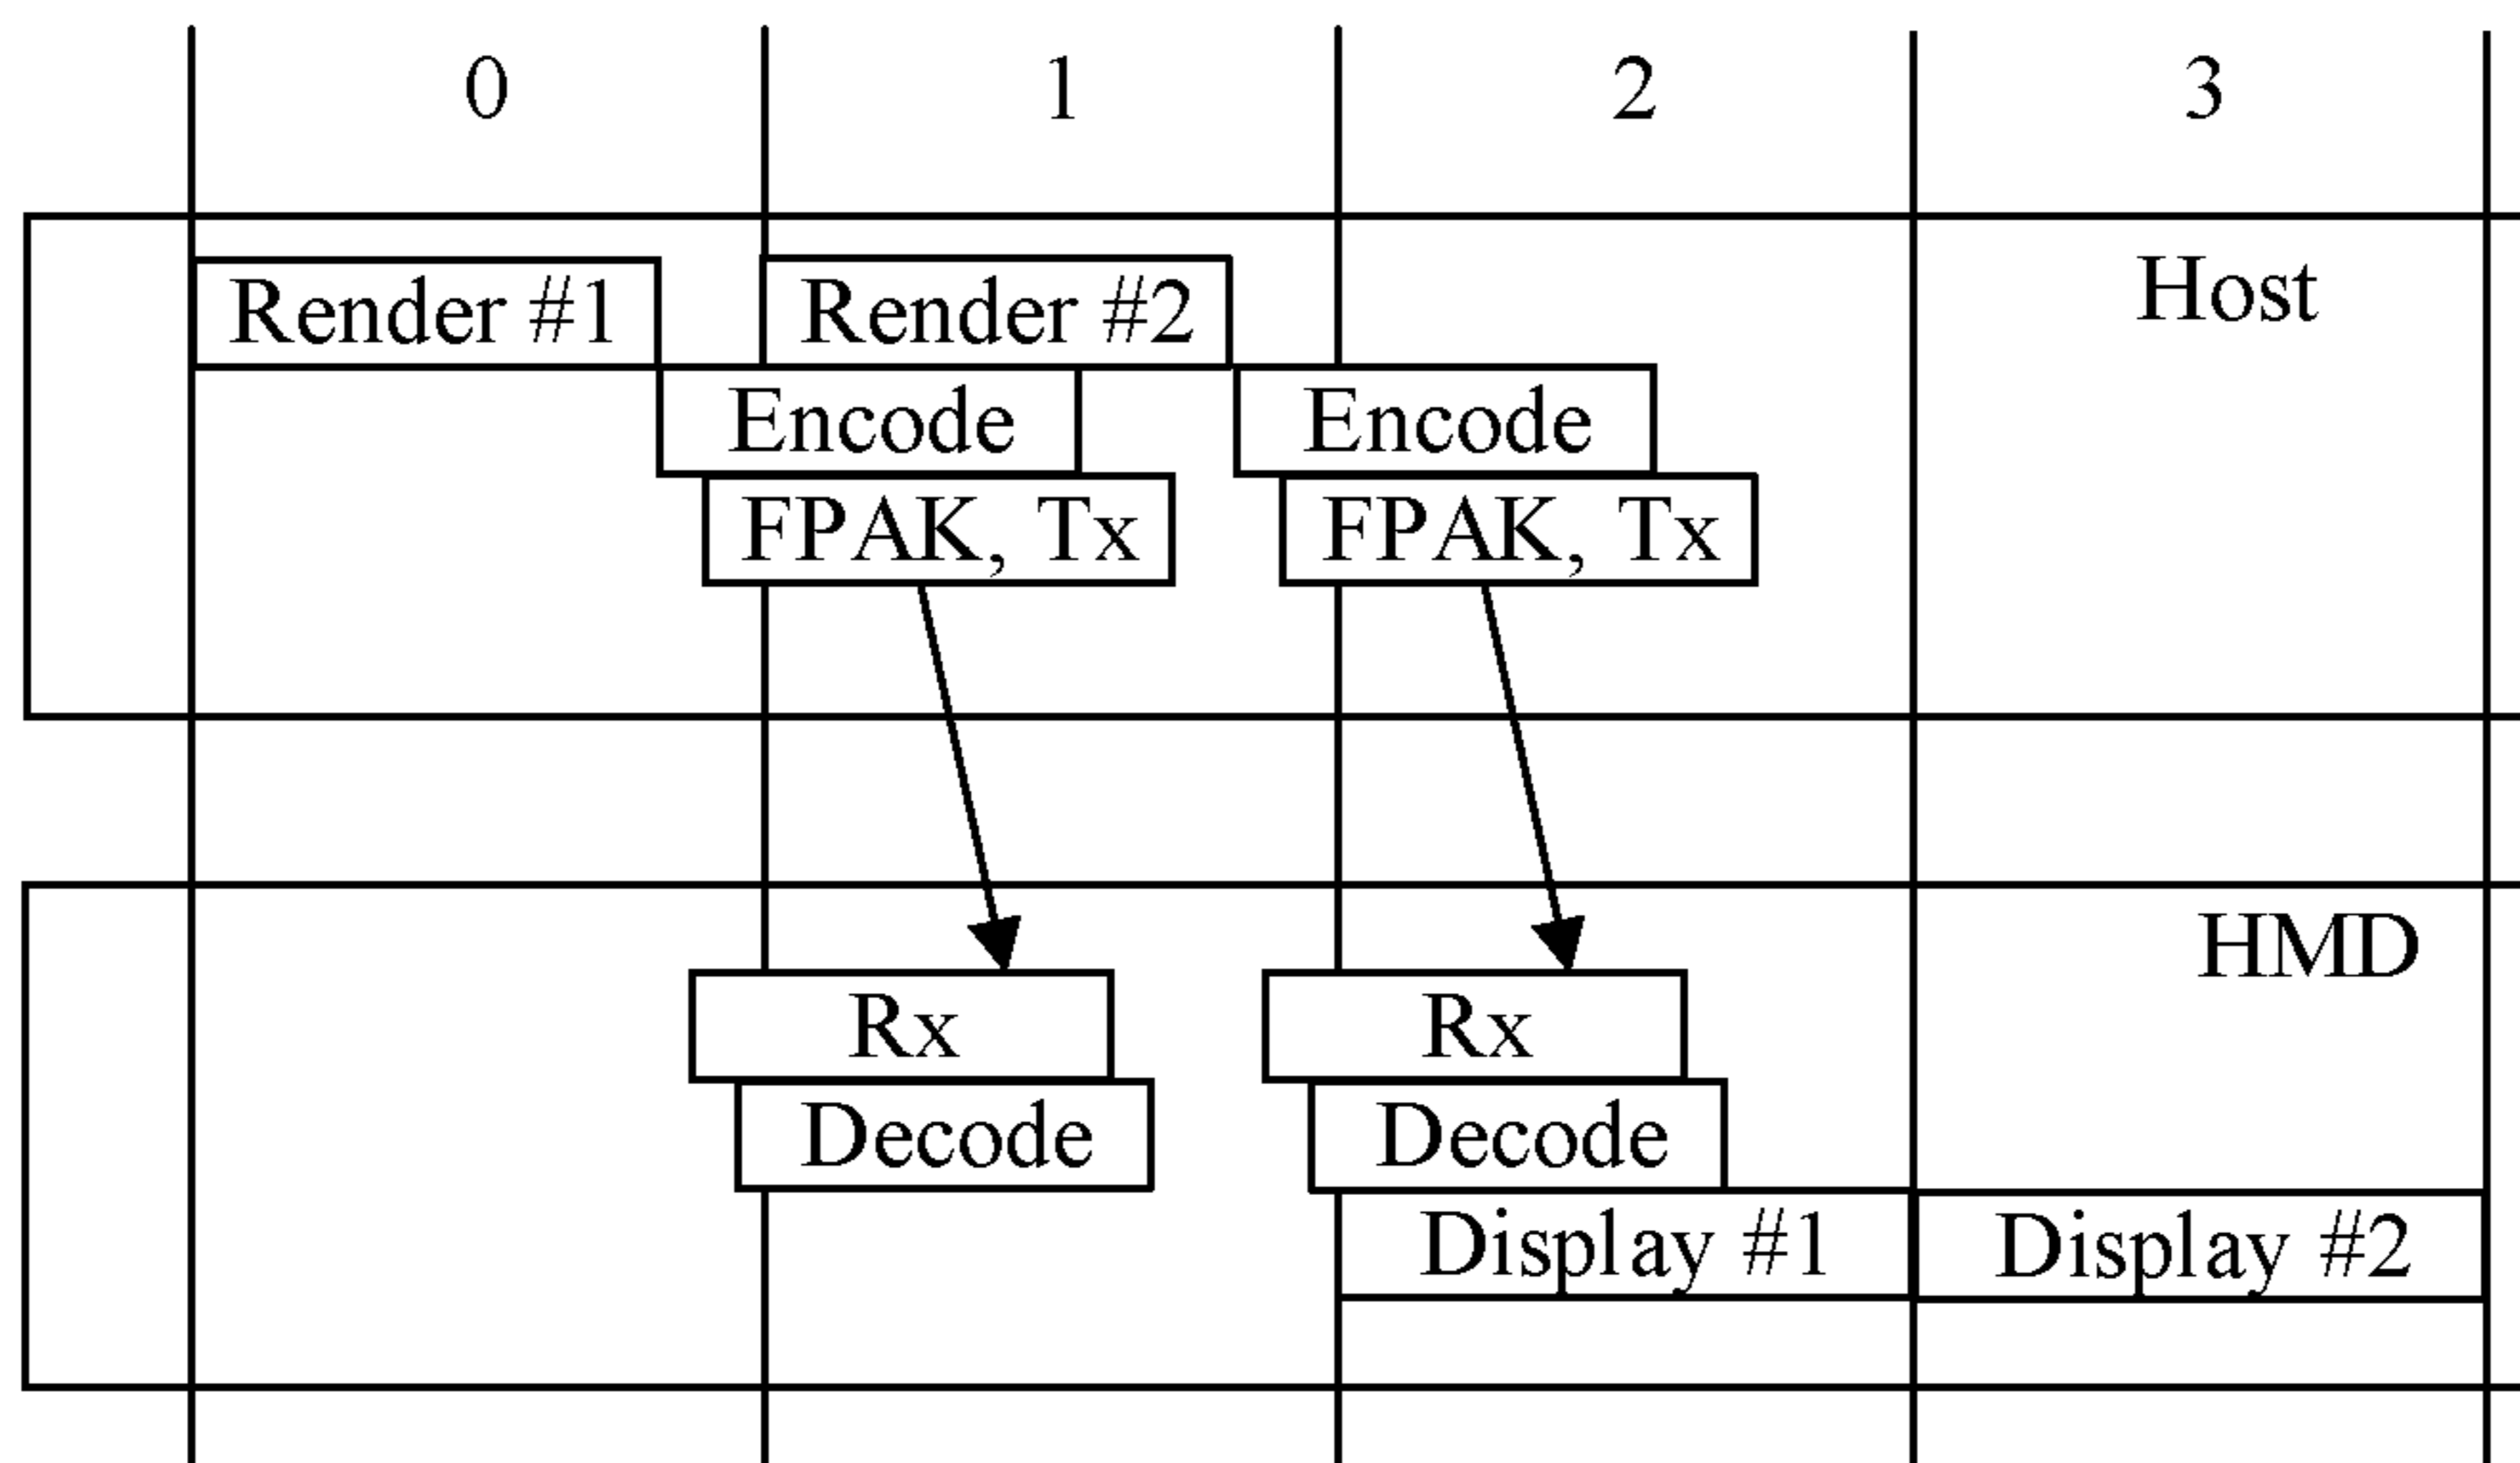 0 1 2 3
Render #1 Render #2 Host
Encode Encode
FPAK, Tx FPAK, Tx
HMD
Rx Rx
Decode Decode
Display #1 Display #2